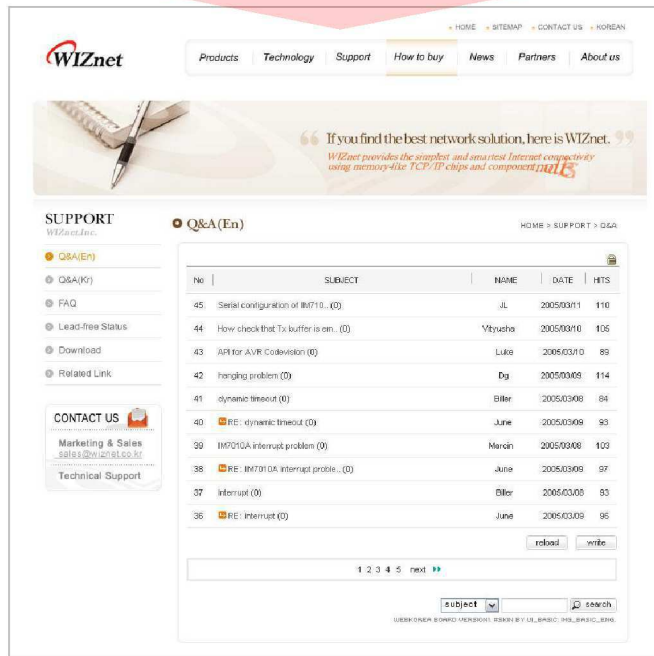 HOME SITEMAP CONTACT US KOREAN
WIZnet
Products Technology Support How to buy News Partners About us
If you find the best network solution, here is WIZnet.
WIZnet provides the simplest and smartest Internet connectivity
using memory-like TCP/IP chips and component
SUPPORT
WIZnet.Inc.
Q&A(En)
Q&A(Kr)
FAQ
Lead-free Status
Download
Related Link
CONTACT US
Marketing & Sales
sales@wiznet.co.kr
Technical Support
Q&A(En)
HOME > SUPPORT > Q&A
No SUBJECT NAME DATE HITS
45 Serial configuration of IIM710.. (0) JL 2005/03/11 110
44 How check that Tx buffer is em.. (0) Vityusha 2005/03/10 105
43 API for AVR Codevision (0) Luke 2005/03/10 89
42 hanging problem (0) Dg 2005/03/09 114
41 dynamic timeout (0) Biller 2005/03/08 84
40 RE: dynamic timeout (0) June 2005/03/09 93
39 IIM7010A interrupt problem (0) Marcin 2005/03/08 103
38 RE: IIM7010A interrupt proble.. (0) June 2005/03/09 97
37 interrupt (0) Biller 2005/03/08 93
36 RE: interrupt (0) June 2005/03/09 96
reload write
1 2 3 4 5 next
subject search